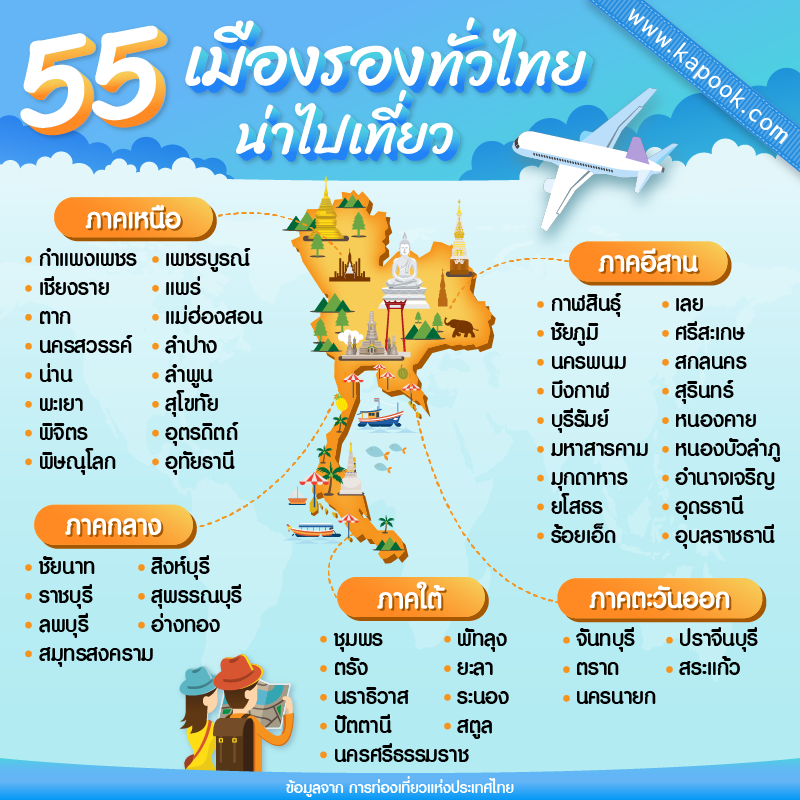 55 เมืองรองทั่วไทย
น่าไปเที่ยว
www.kapook.com
ภาคเหนือ
กำแพงเพชร
เชียงราย
ตาก
นครสวรรค์
น่าน
พะเยา
พิจิตร
พิษณุโลก
เพชรบูรณ์
แพร่
แม่ฮ่องสอน
ลำปาง
ลำพูน
สุโขทัย
อุตรดิตถ์
อุทัยธานี
ภาคอีสาน
กาฬสินธุ์
ชัยภูมิ
นครพนม
บึงกาฬ
บุรีรัมย์
มหาสารคาม
มุกดาหาร
ยโสธร
ร้อยเอ็ด
เลย
ศรีสะเกษ
สกลนคร
สุรินทร์
หนองคาย
หนองบัวลำภู
อำนาจเจริญ
อุดรธานี
อุบลราชธานี
ภาคกลาง
ชัยนาท
ราชบุรี
ลพบุรี
สมุทรสงคราม
สิงห์บุรี
สุพรรณบุรี
อ่างทอง
ภาคใต้
ชุมพร
ตรัง
นราธิวาส
ปัตตานี
นครศรีธรรมราช
พัทลุง
ยะลา
ระนอง
สตูล
ภาคตะวันออก
จันทบุรี
ตราด
นครนายก
ปราจีนบุรี
สระแก้ว
ข้อมูลจาก การท่องเที่ยวแห่งประเทศไทย